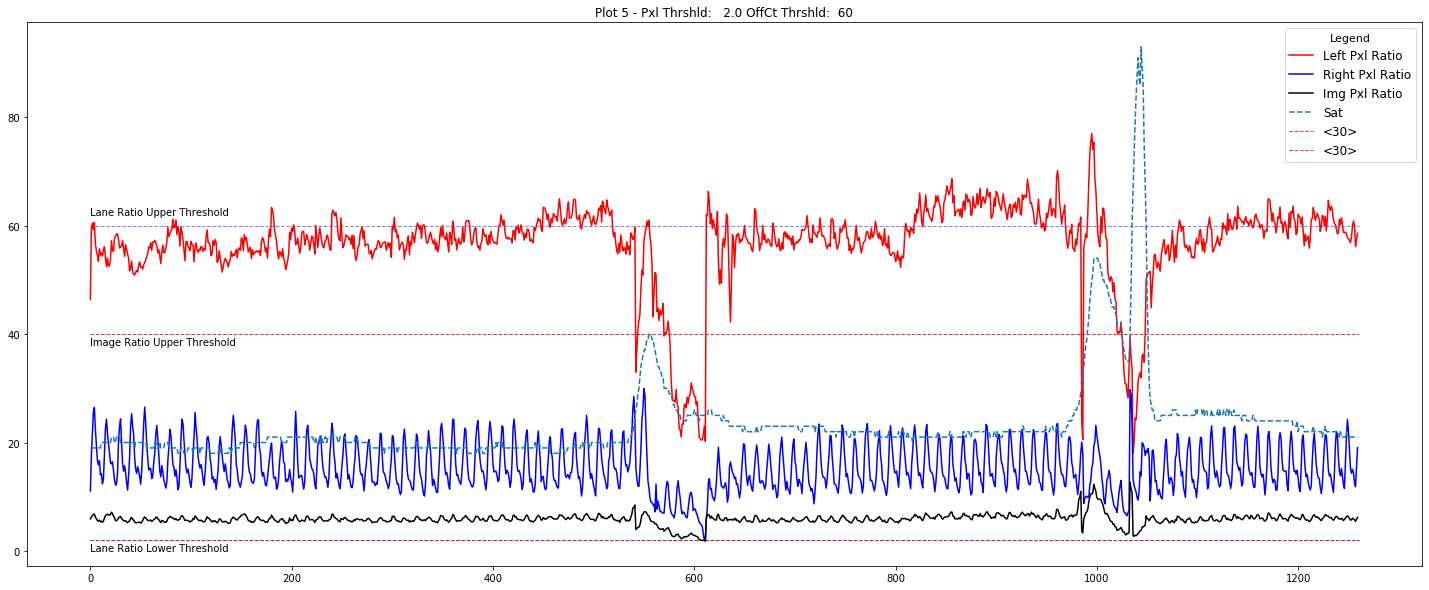 Plot 5 - Pxl Thrshld:   2.0 OffCt Thrshld:  60
Legend
Left Pxl Ratio
Right Pxl Ratio
Img Pxl Ratio
Sat
<30>
<30>
80
60
40
20
0
Lane Ratio Upper Threshold
Image Ratio Upper Threshold
Lane Ratio Lower Threshold
0 200 400 600 800 1000 1200